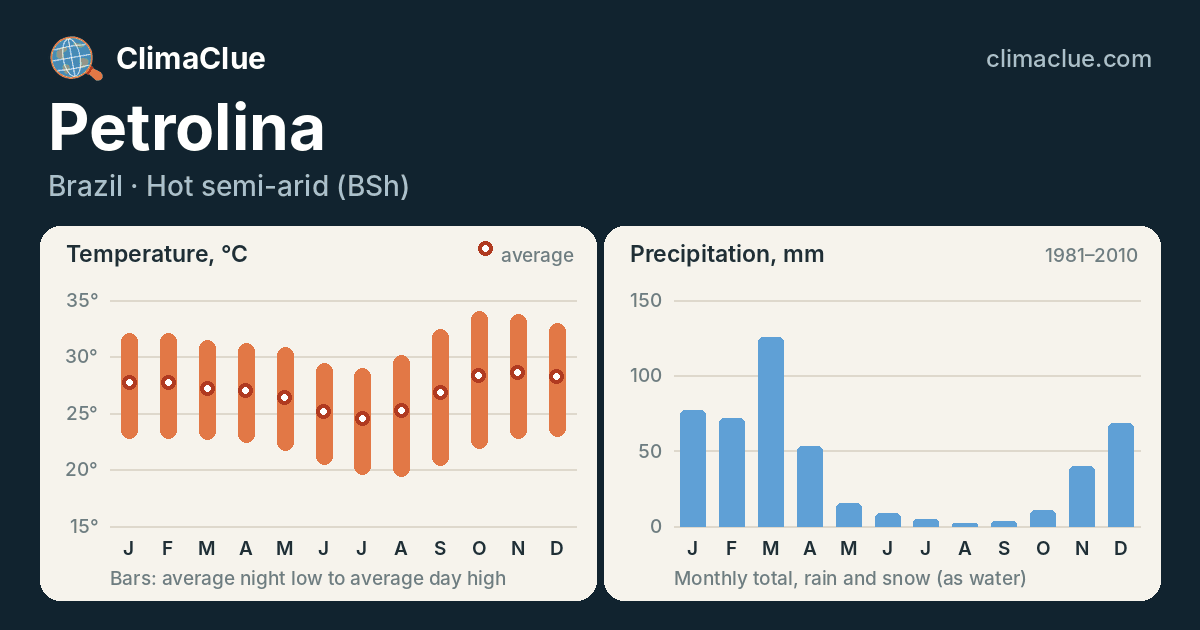 ClimaClue
climaclue.com
Petrolina
Brazil · Hot semi-arid (BSh)
Temperature, °C
average
35°
30°
25°
20°
15°
J F M A M J J A S O N D
Bars: average night low to average day high
Precipitation, mm
1981–2010
150
100
50
0
J F M A M J J A S O N D
Monthly total, rain and snow (as water)